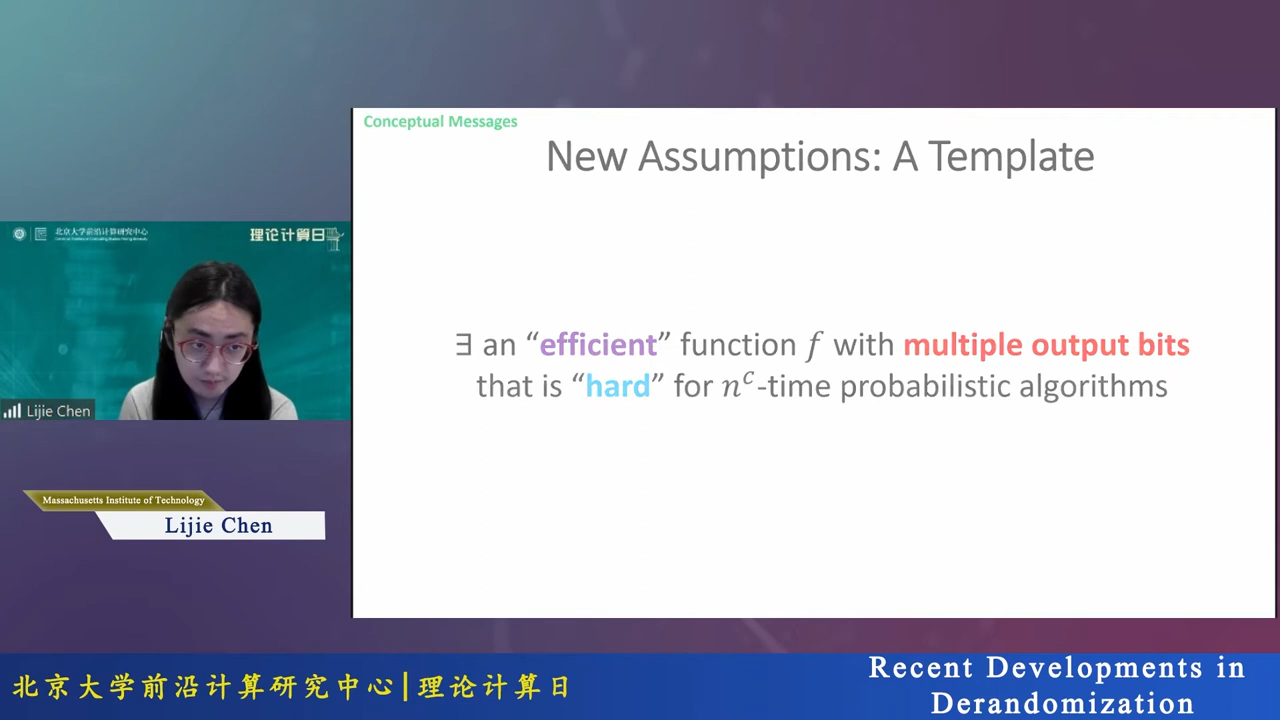 Conceptual Messages
New Assumptions: A Template
∃ an “efficient” function f with multiple output bits
that is “hard” for n^c-time probabilistic algorithms
北京大学前沿计算研究中心
理论计算日
Lijie Chen
Massachusetts Institute of Technology
Lijie Chen
北京大学前沿计算研究中心|理论计算日
Recent Developments in
Derandomization